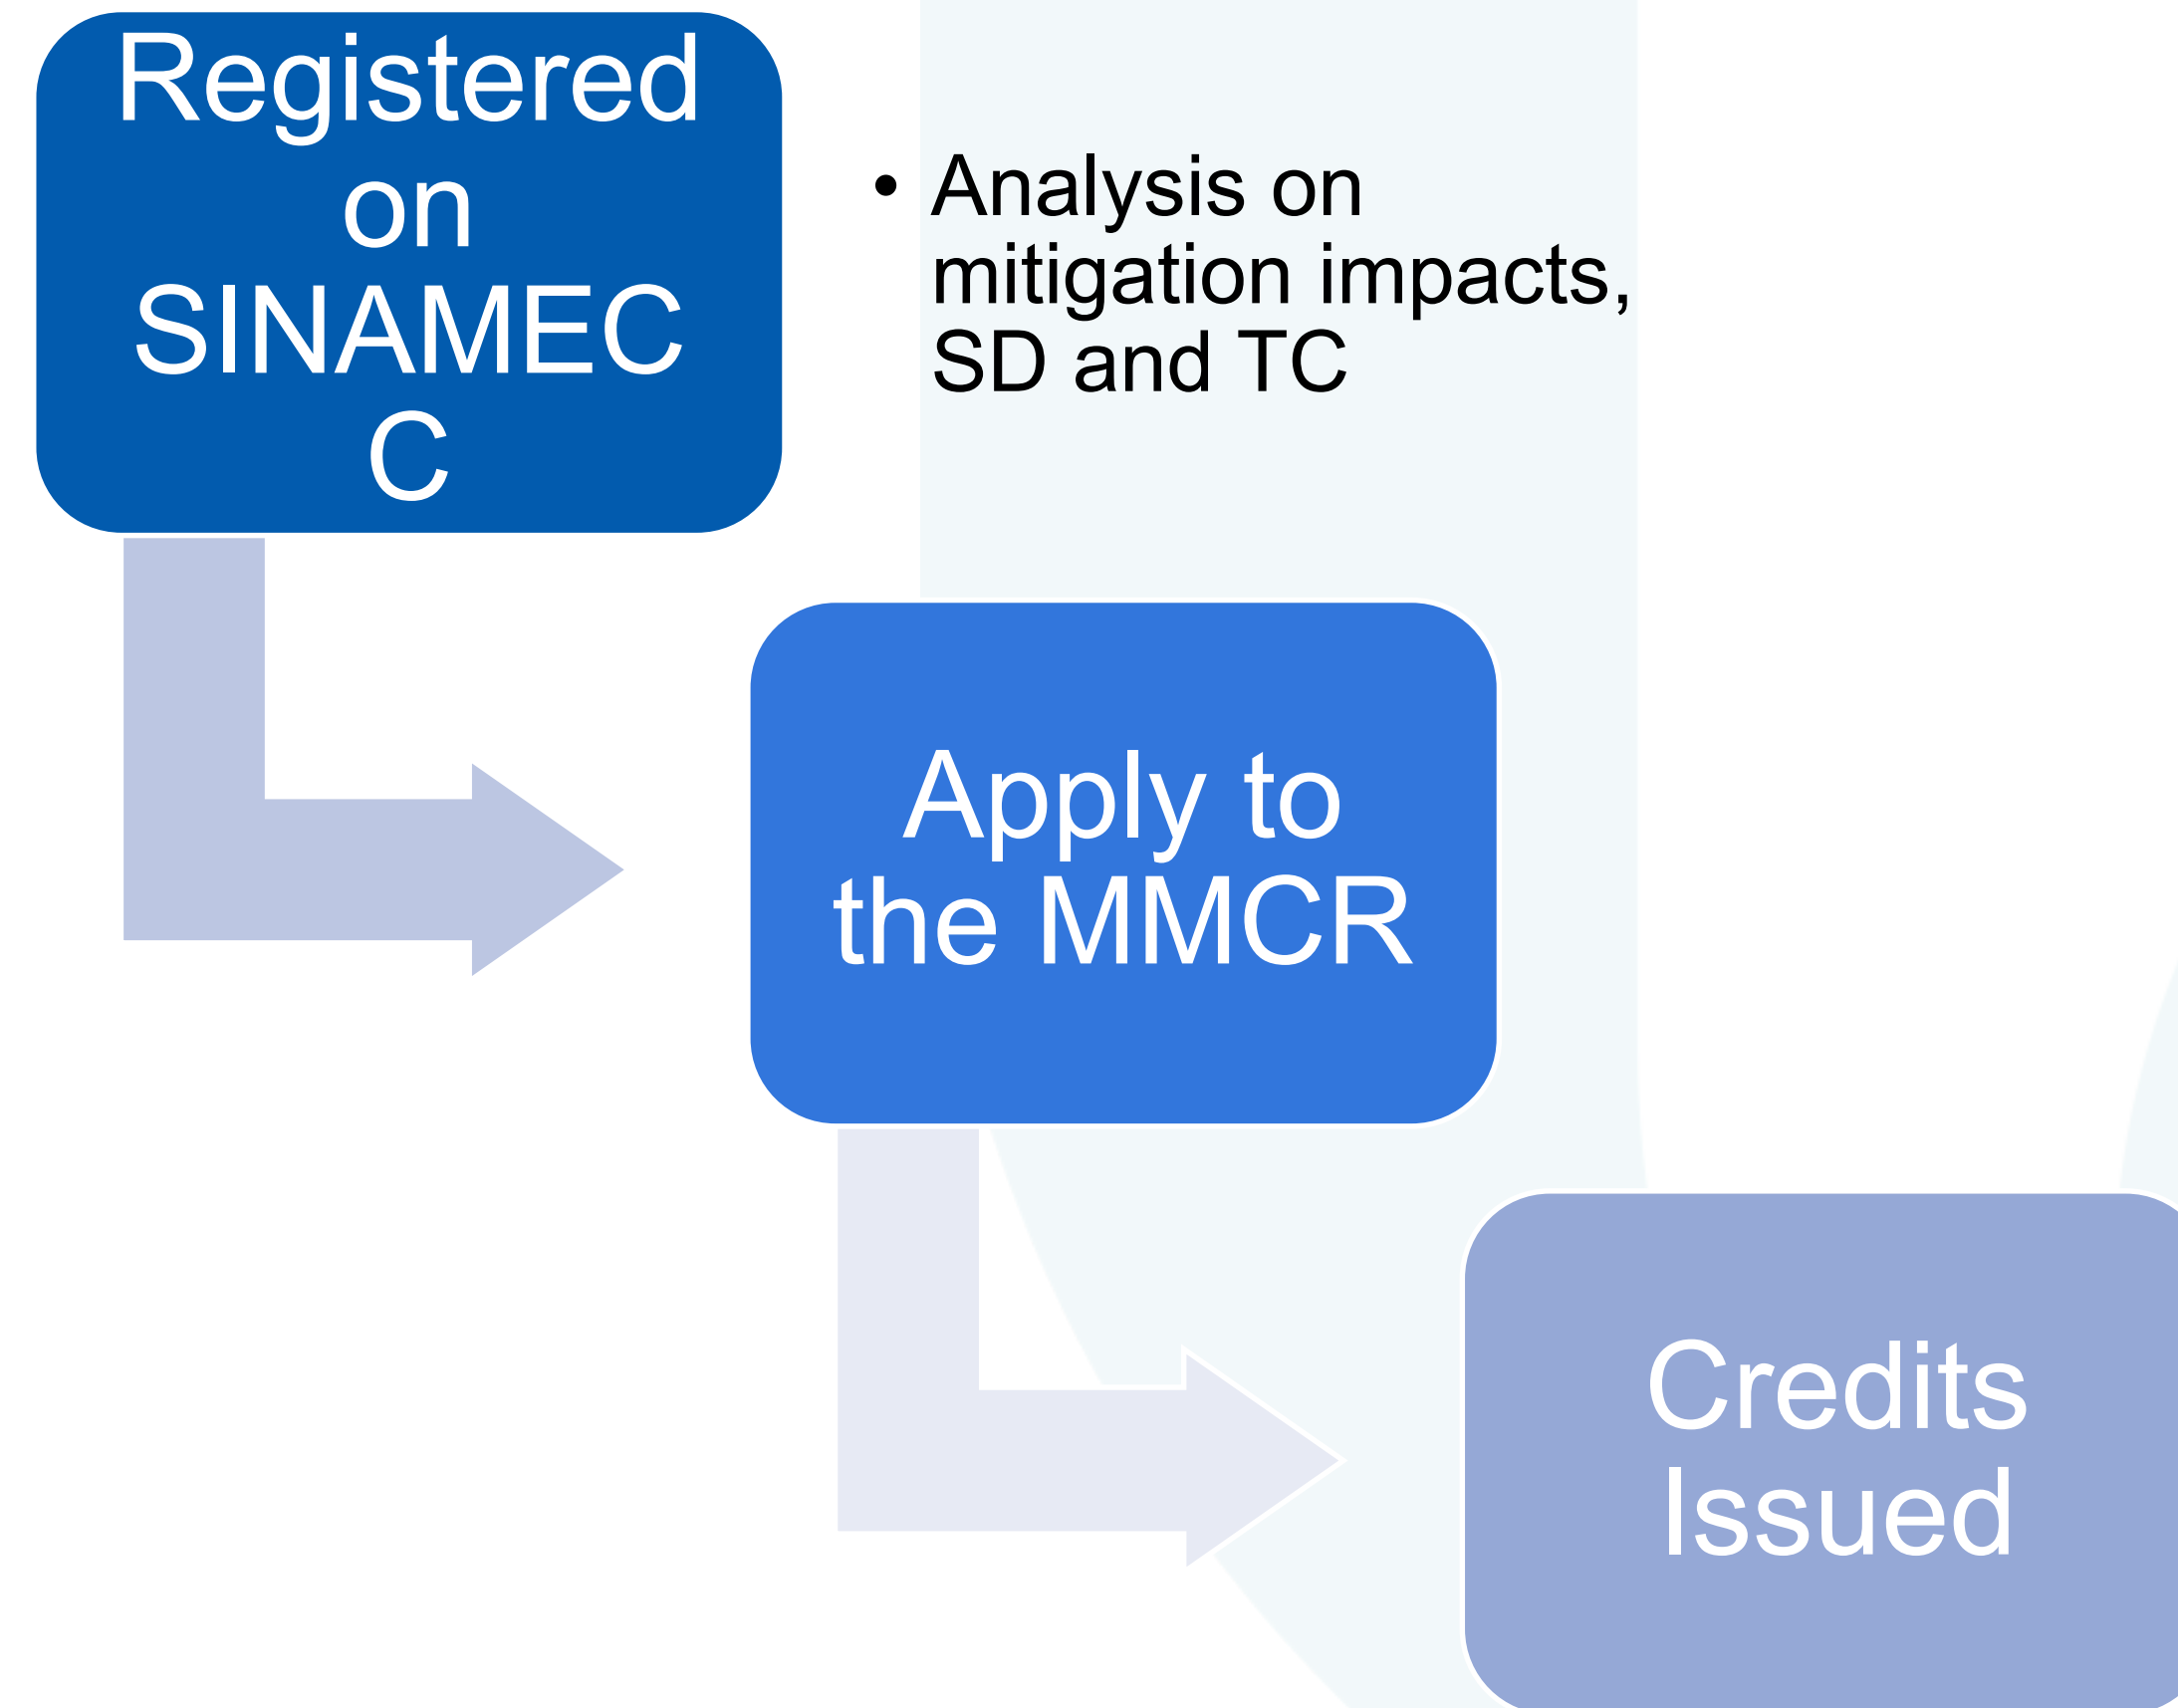 Registered
on
SINAMEC
C
• Analysis on
mitigation impacts,
SD and TC
Apply to
the MMCR
Credits
Issued